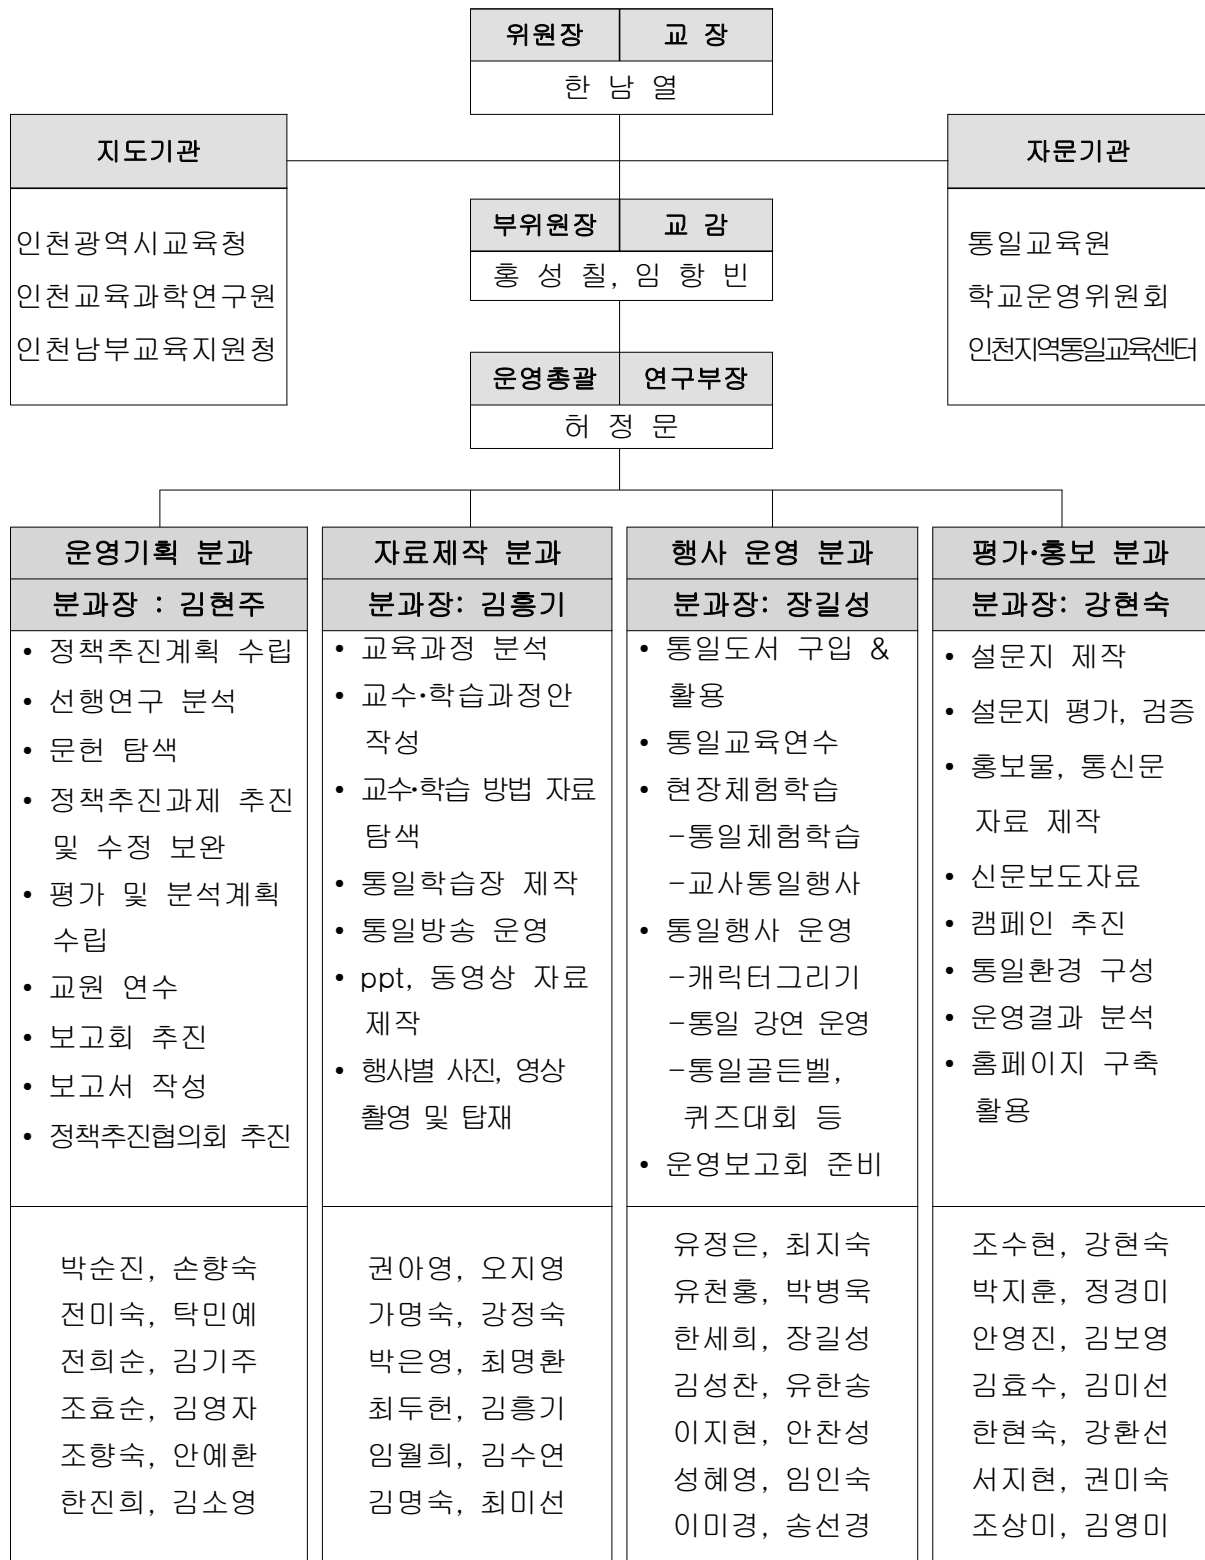 위원장 교 장
한 남 열
지도기관
인천광역시교육청
인천교육과학연구원
인천남부교육지원청
자문기관
통일교육원
학교운영위원회
인천지역통일교육센터
부위원장 교 감
홍 성 칠, 임 항 빈
운영총괄 연구부장
허 정 문
운영기획 분과
분과장 : 김현주
• 정책추진계획 수립
• 선행연구 분석
• 문헌 탐색
• 정책추진과제 추진
및 수정 보완
• 평가 및 분석계획
수립
• 교원 연수
• 보고회 추진
• 보고서 작성
• 정책추진협의회 추진
박순진, 손향숙
전미숙, 탁민예
전희순, 김기주
조효순, 김영자
조향숙, 안예환
한진희, 김소영
자료제작 분과
분과장: 김흥기
• 교육과정 분석
• 교수·학습과정안
작성
• 교수·학습 방법 자료
탐색
• 통일학습장 제작
• 통일방송 운영
• ppt, 동영상 자료
제작
• 행사별 사진, 영상
촬영 및 탑재
권아영, 오지영
가명숙, 강정숙
박은영, 최명환
최두헌, 김흥기
임월희, 김수연
김명숙, 최미선
행사 운영 분과
분과장: 장길성
• 통일도서 구입 &
활용
• 통일교육연수
• 현장체험학습
-통일체험학습
-교사통일행사
• 통일행사 운영
-캐릭터그리기
-통일 강연 운영
-통일골든벨,
퀴즈대회 등
• 운영보고회 준비
유정은, 최지숙
유천홍, 박병욱
한세희, 장길성
김성찬, 유한송
이지현, 안찬성
성혜영, 임인숙
이미경, 송선경
평가·홍보 분과
분과장: 강현숙
• 설문지 제작
• 설문지 평가, 검증
• 홍보물, 통신문
자료 제작
• 신문보도자료
• 캠페인 추진
• 통일환경 구성
• 운영결과 분석
• 홈페이지 구축
활용
조수현, 강현숙
박지훈, 정경미
안영진, 김보영
김효수, 김미선
한현숙, 강환선
서지현, 권미숙
조상미, 김영미